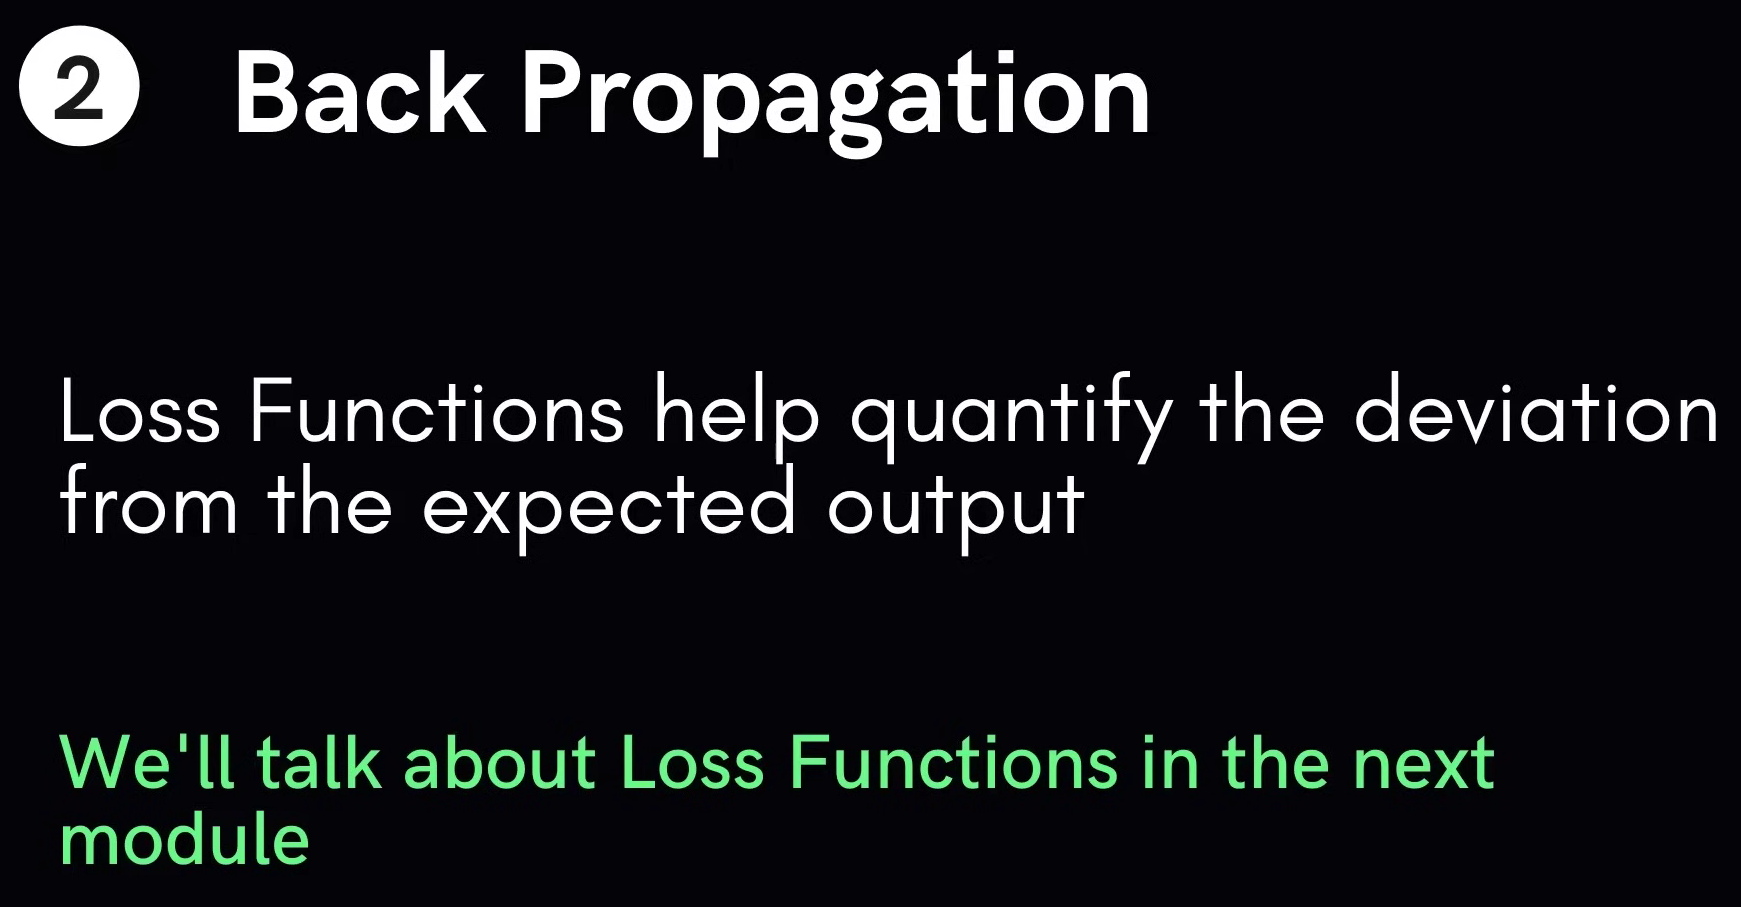 2 Back Propagation
Loss Functions help quantify the deviation
from the expected output
We'll talk about Loss Functions in the next
module